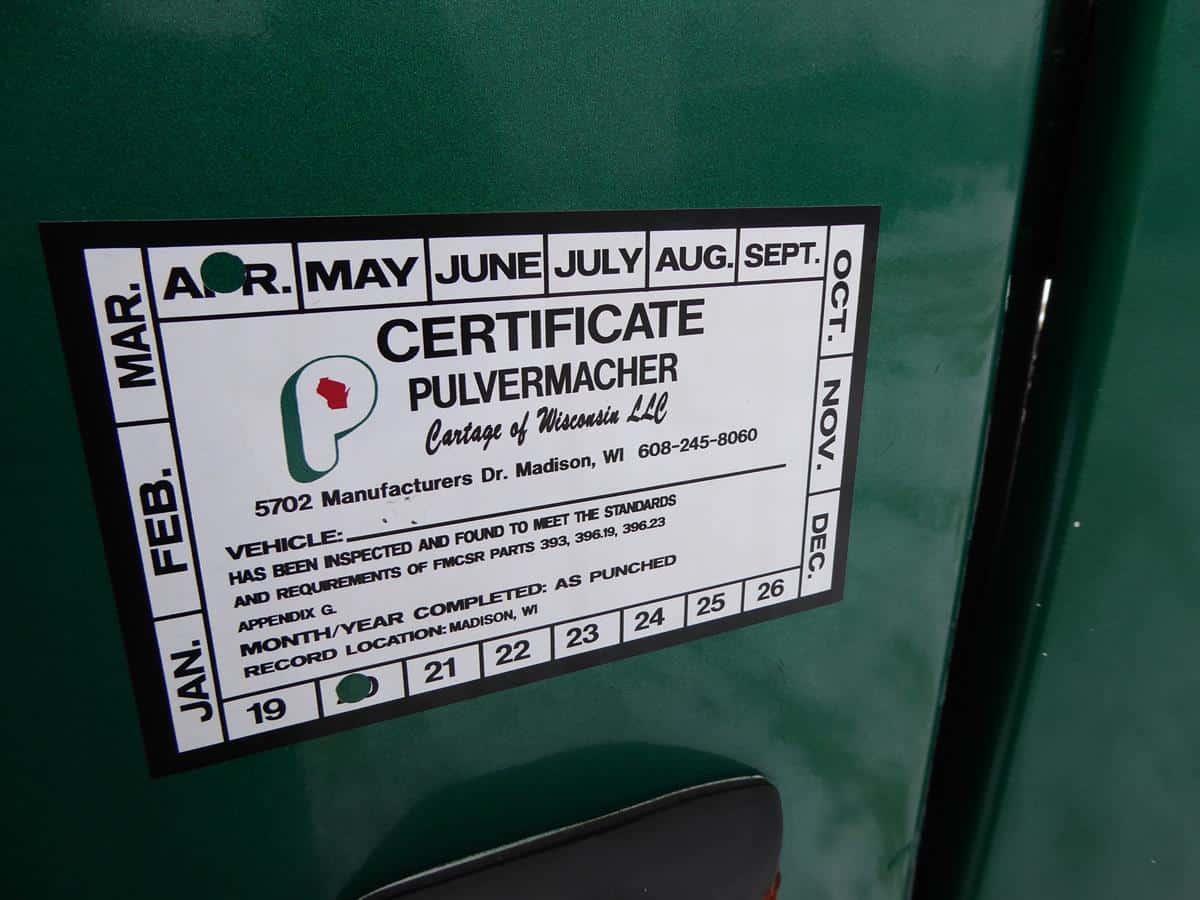 MAR.
APR.
MAY
JUNE
JULY
AUG.
SEPT.
OCT.
NOV.
DEC.
FEB.
JAN.
CERTIFICATE
P
PULVERMACHER
Cartage of Wisconsin LLC
5702 Manufacturers Dr. Madison, WI 608-245-8060
VEHICLE:
HAS BEEN INSPECTED AND FOUND TO MEET THE STANDARDS
AND REQUIREMENTS OF FMCSR PARTS 393, 396.19, 396.23
APPENDIX G.
MONTH/YEAR COMPLETED: AS PUNCHED
RECORD LOCATION: MADISON, WI
19
20
21
22
23
24
25
26